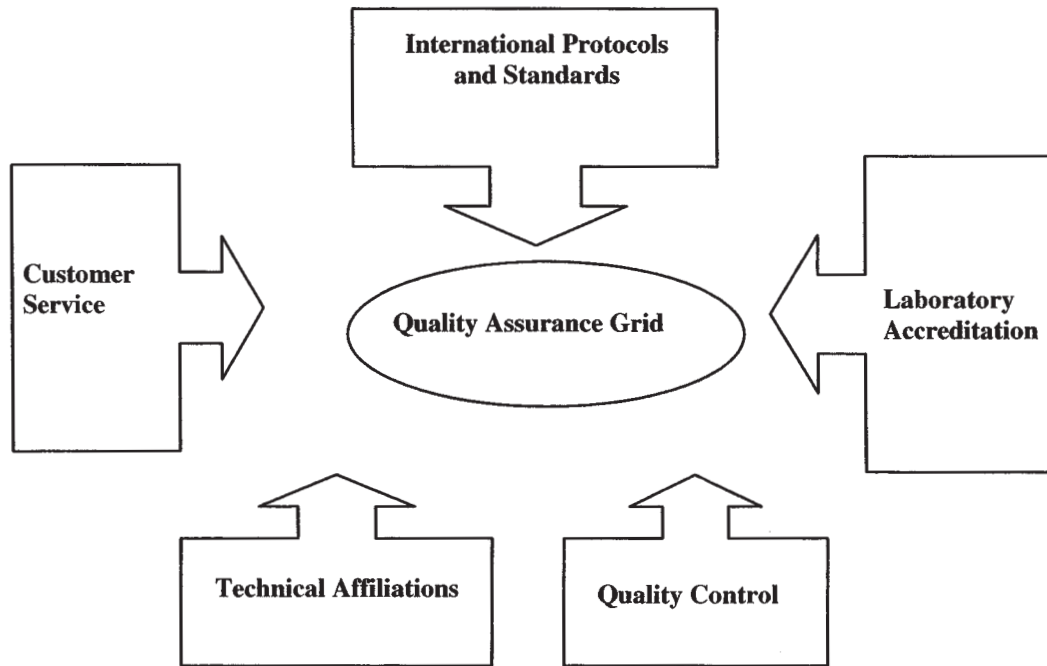 International Protocols
and Standards
Customer
Service
Quality Assurance Grid
Laboratory
Accreditation
Technical Affiliations
Quality Control